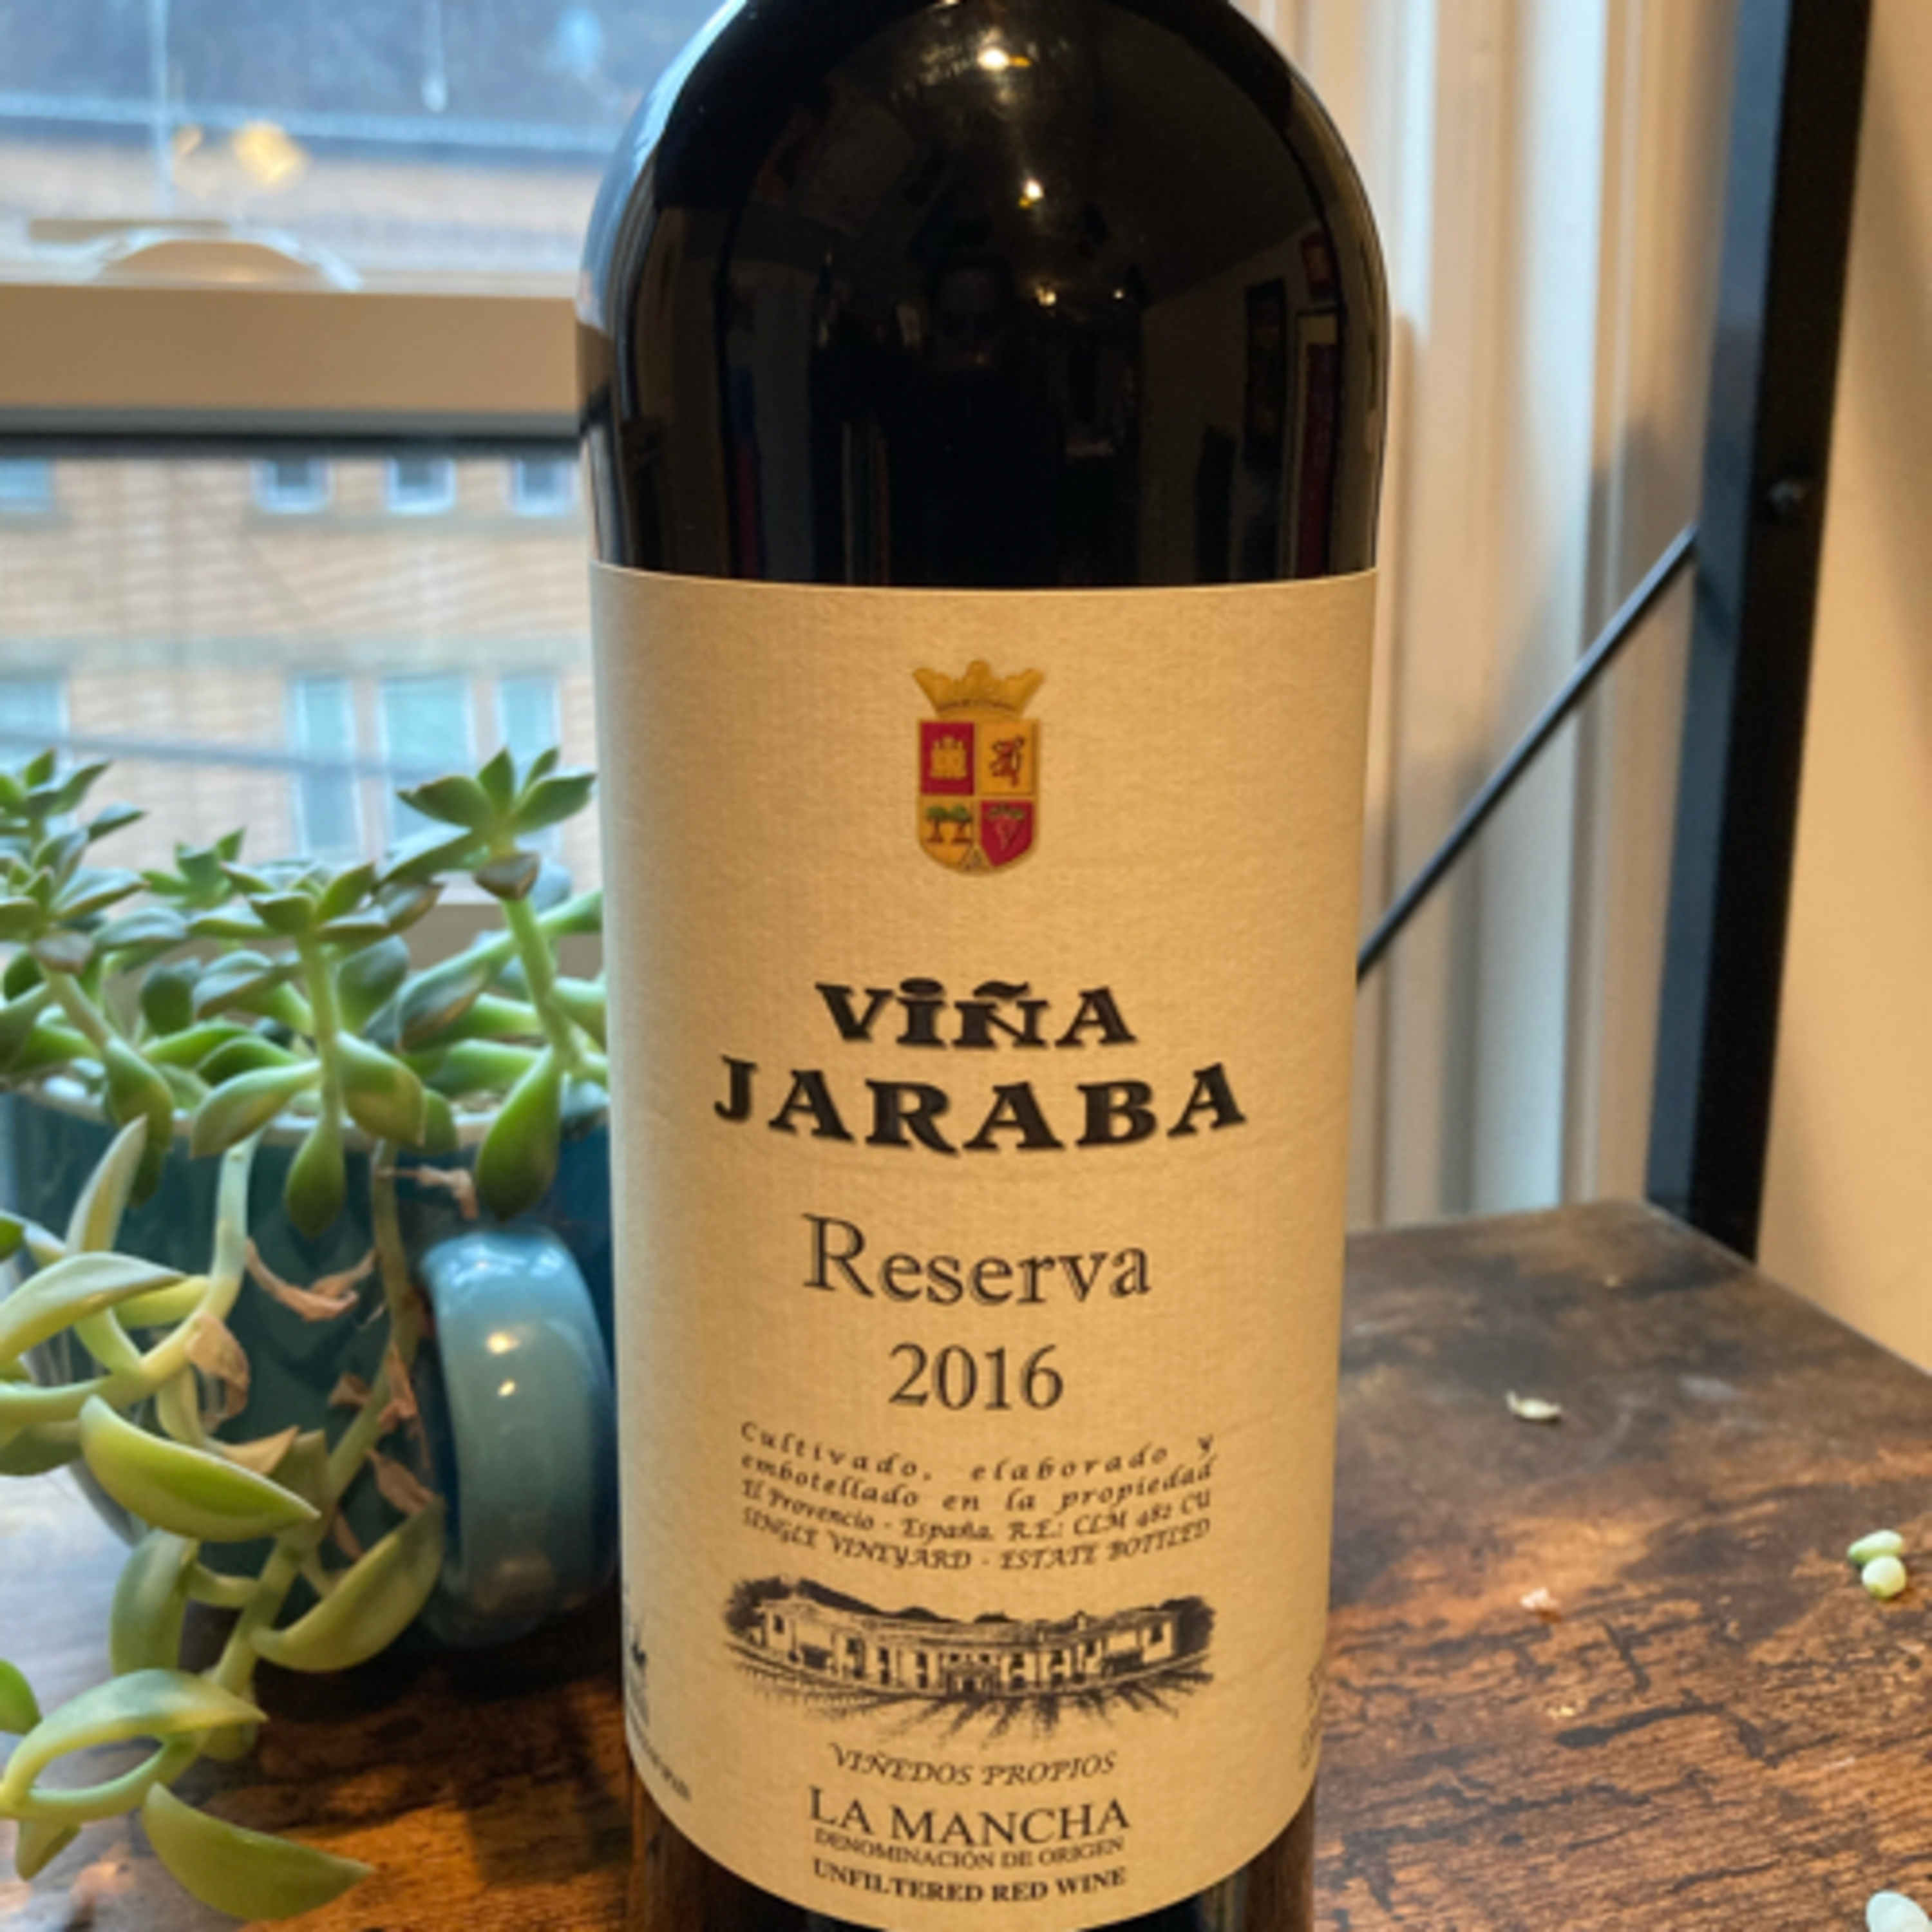 ViÑA
JARABA
Reserva
2016
Cultivado, elaborado y
embotellado en la propiedad
El Provencio - España. R.E.: CLM 482 CU
SINGLE VINEYARD - ESTATE BOTTLED
VIÑEDOS PROPIOS
LA MANCHA
DENOMINACIÓN DE ORIGEN
UNFILTERED RED WINE